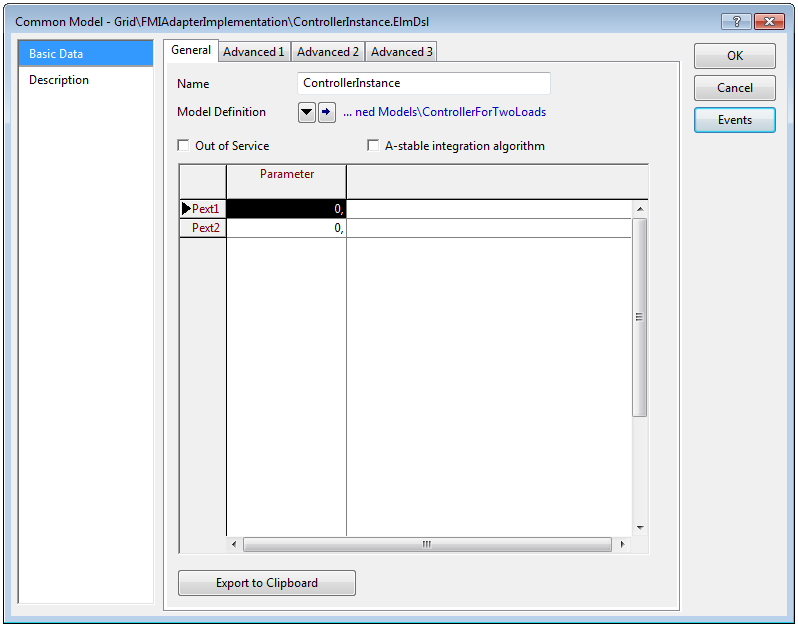 Common Model - Grid\FMIAdapterImplementation\ControllerInstance.ElmDsl
?
Basic Data
Description
General Advanced 1 Advanced 2 Advanced 3
Name ControllerInstance
Model Definition ... ned Models\ControllerForTwoLoads
Out of Service A-stable integration algorithm
Parameter
Pext1 0,
Pext2 0,
Export to Clipboard
OK
Cancel
Events